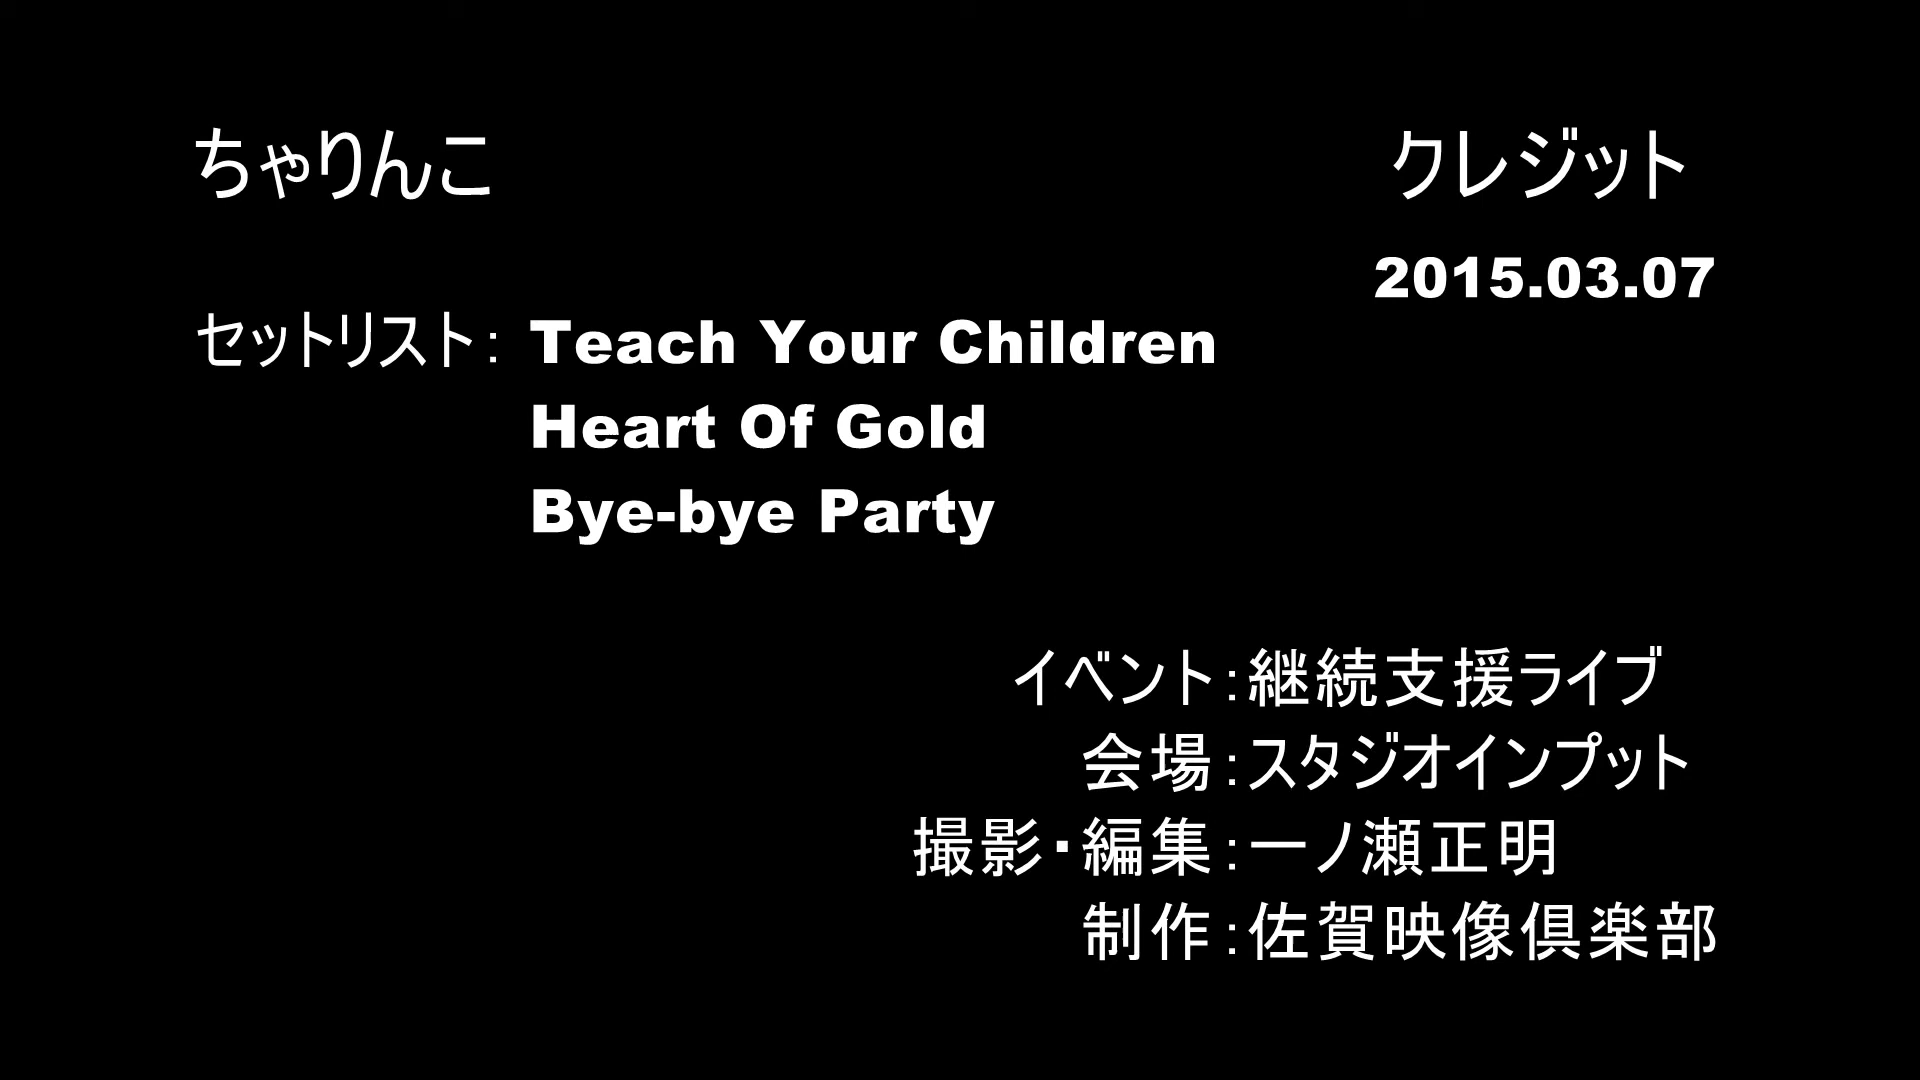 ちゃりんこ
クレジット
2015.03.07
セットリスト：Teach Your Children
Heart Of Gold
Bye-bye Party
イベント：継続支援ライブ
会場：スタジオインプット
撮影・編集：一ノ瀬正明
制作：佐賀映像倶楽部